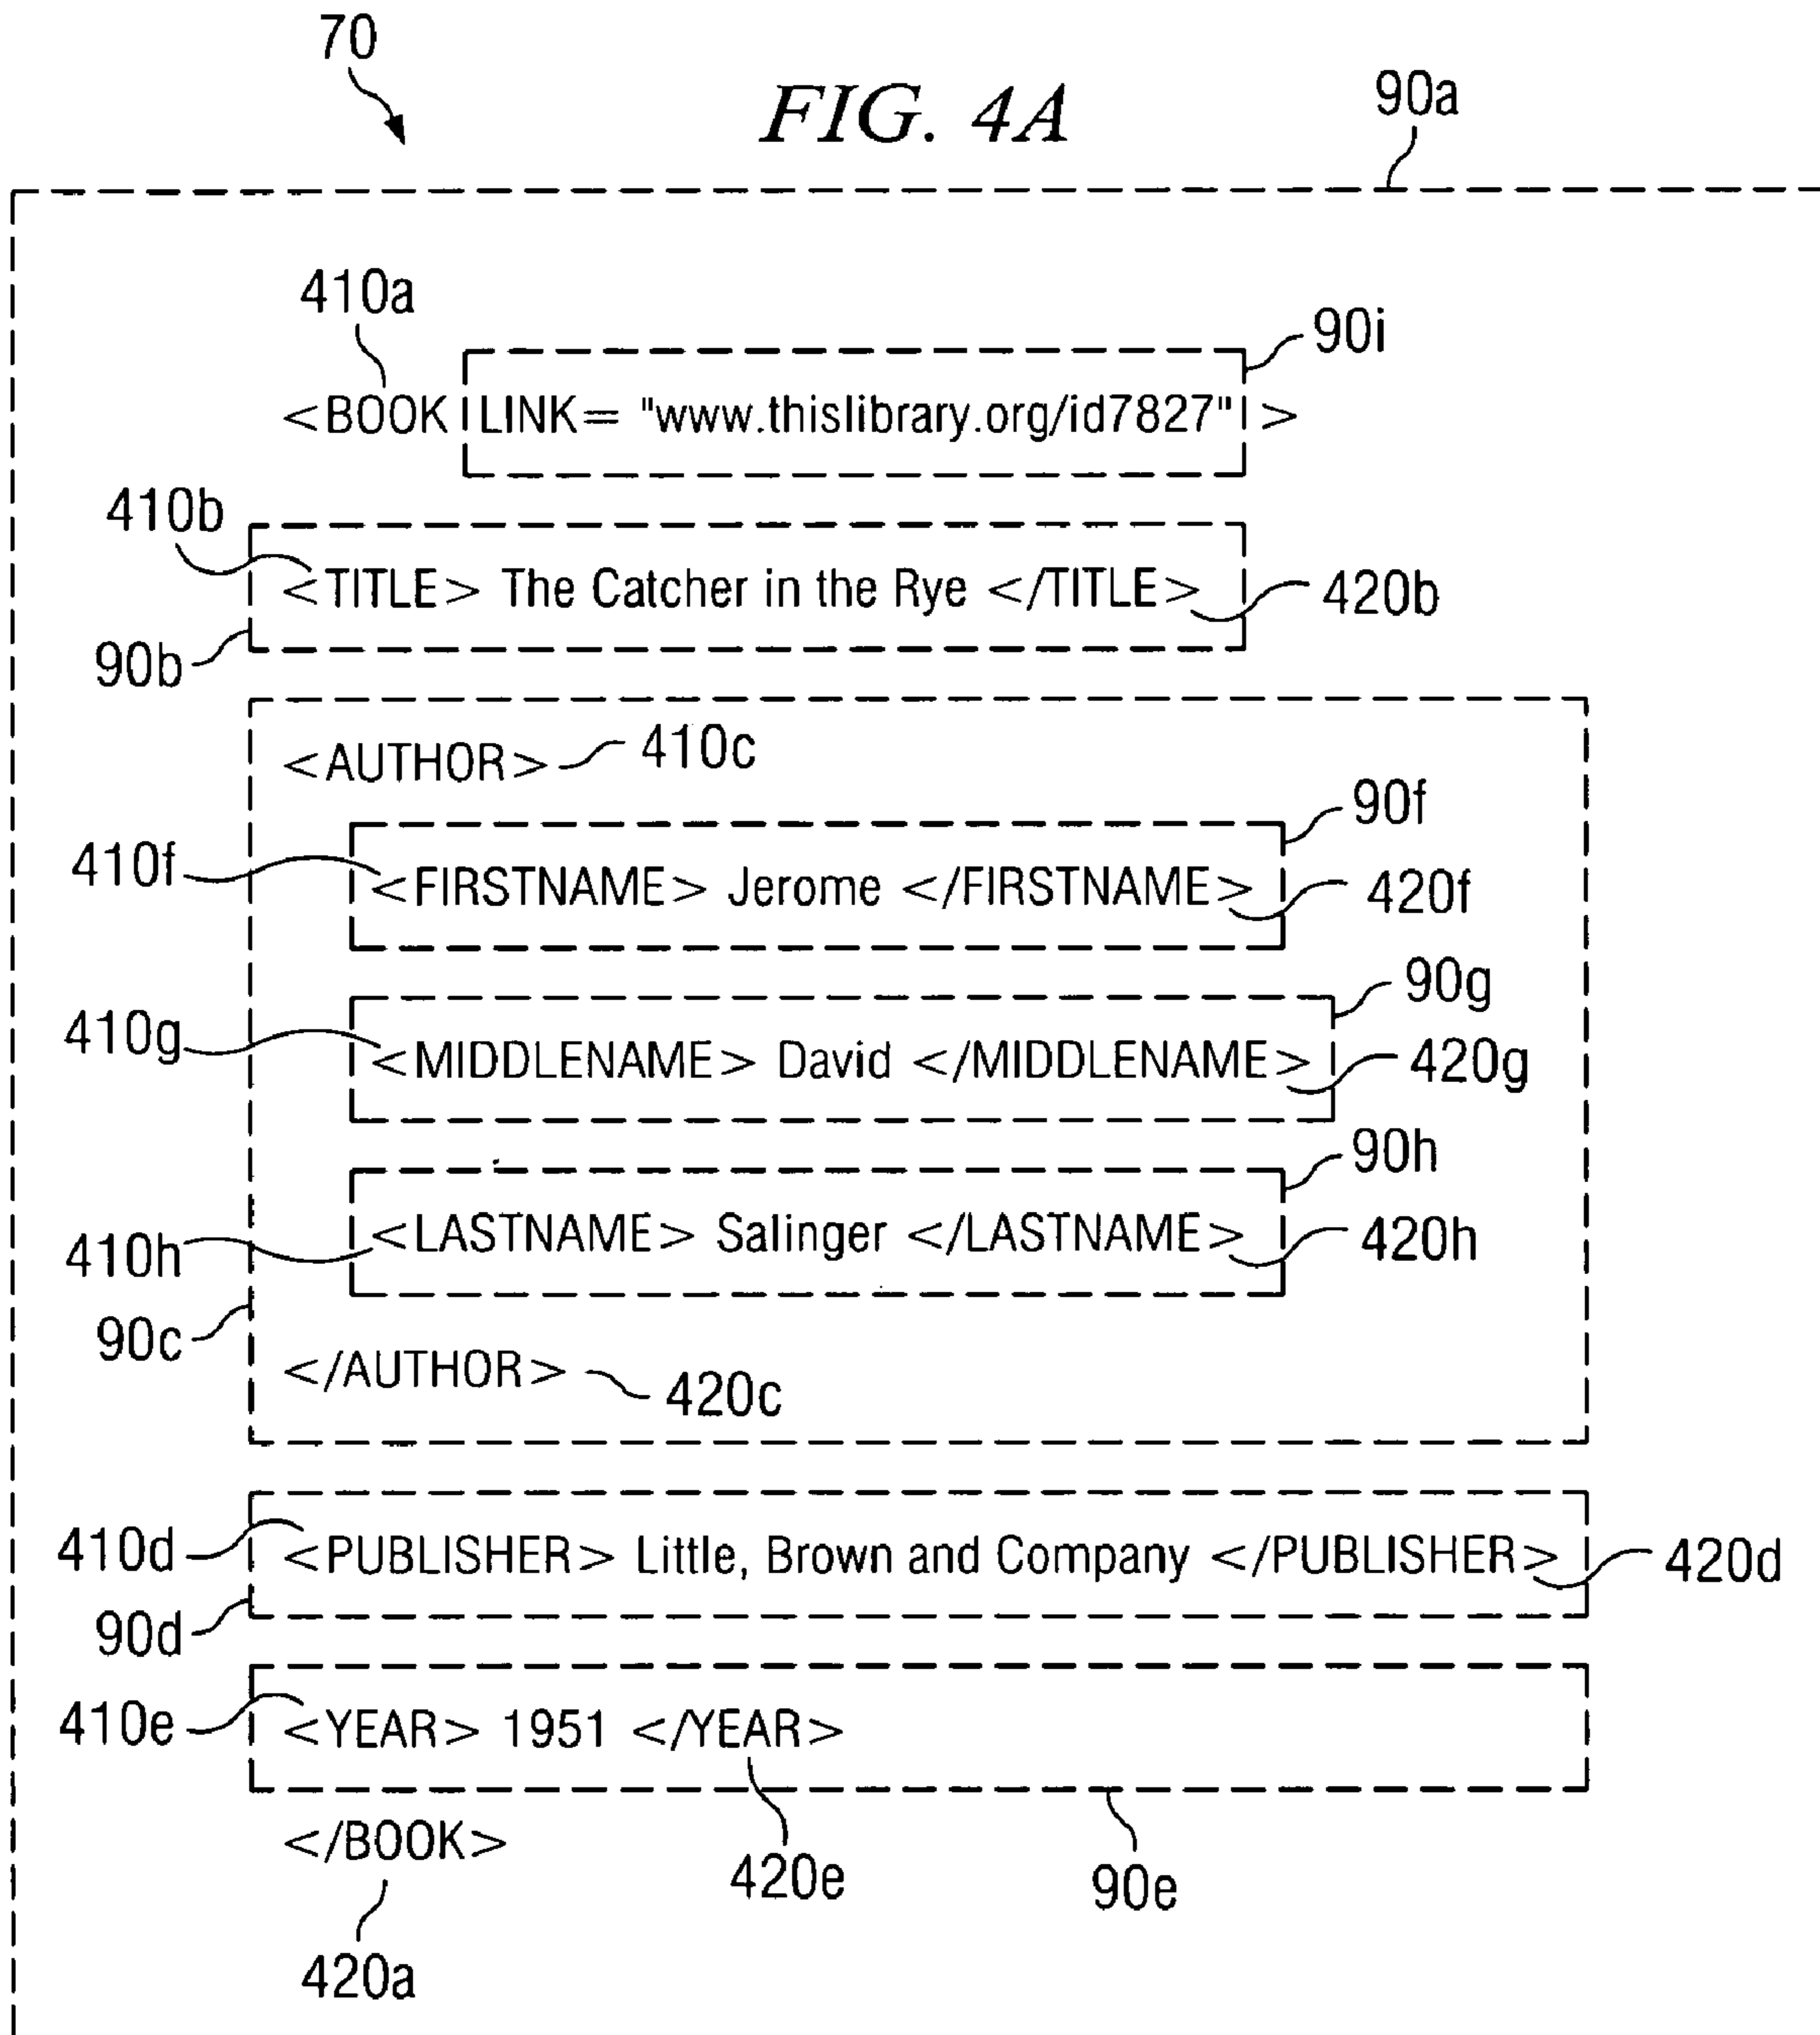 70
FIG. 4A
90a
410a
90i
<BOOK LINK= "www.thislibrary.org/id7827" >
410b
<TITLE> The Catcher in the Rye </TITLE>
420b
90b
<AUTHOR>
410c
90f
410f
<FIRSTNAME> Jerome </FIRSTNAME>
420f
90g
410g
<MIDDLENAME> David </MIDDLENAME>
420g
90h
410h
<LASTNAME> Salinger </LASTNAME>
420h
90c
</AUTHOR>
420c
410d
<PUBLISHER> Little, Brown and Company </PUBLISHER>
420d
90d
410e
<YEAR> 1951 </YEAR>
</BOOK>
420e
90e
420a